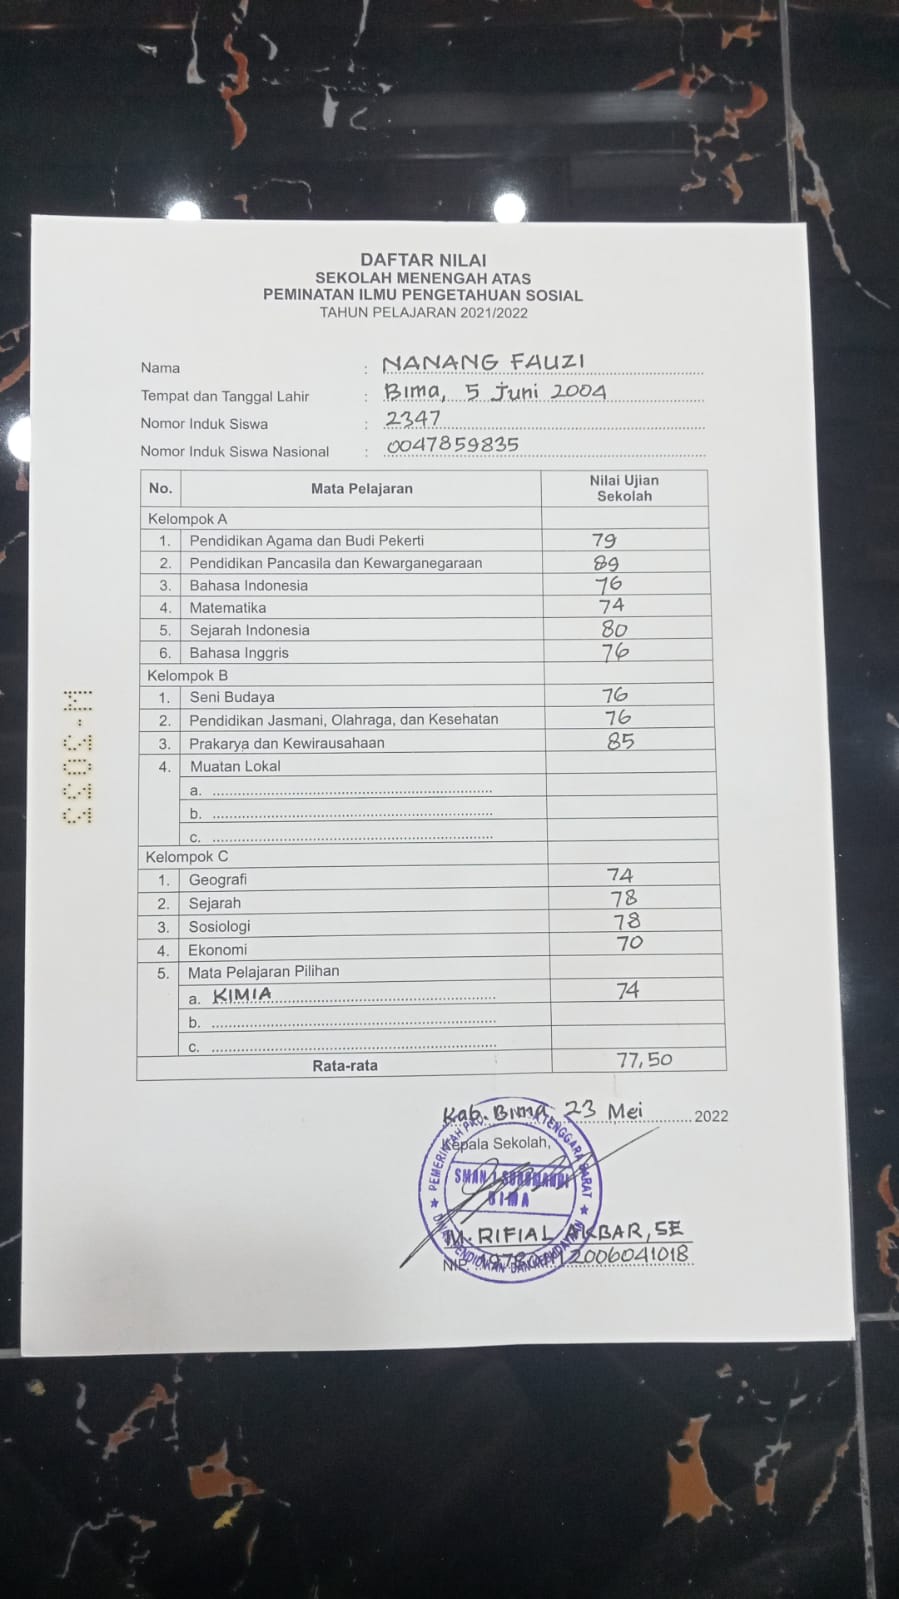 DAFTAR NILAI
SEKOLAH MENENGAH ATAS
PEMINATAN ILMU PENGETAHUAN SOSIAL
TAHUN PELAJARAN 2021/2022
Nama : NANANG FAUZI
Tempat dan Tanggal Lahir : Bima, 5 Juni 2004
Nomor Induk Siswa : 2347
Nomor Induk Siswa Nasional : 0047859835
No. Mata Pelajaran Nilai Ujian Sekolah
Kelompok A
1. Pendidikan Agama dan Budi Pekerti 79
2. Pendidikan Pancasila dan Kewarganegaraan 89
3. Bahasa Indonesia 76
4. Matematika 74
5. Sejarah Indonesia 80
6. Bahasa Inggris 76
Kelompok B
1. Seni Budaya 76
2. Pendidikan Jasmani, Olahraga, dan Kesehatan 76
3. Prakarya dan Kewirausahaan 85
4. Muatan Lokal
a. ........
b. ........
c. ........
Kelompok C
1. Geografi 74
2. Sejarah 78
3. Sosiologi 78
4. Ekonomi 70
5. Mata Pelajaran Pilihan
a. KIMIA 74
b. ........
c. ........
Rata-rata 77,50
Kab. Bima, 23 Mei 2022
Kepala Sekolah,
BIMA
M. RIFIAL AKBAR, SE
NIP.